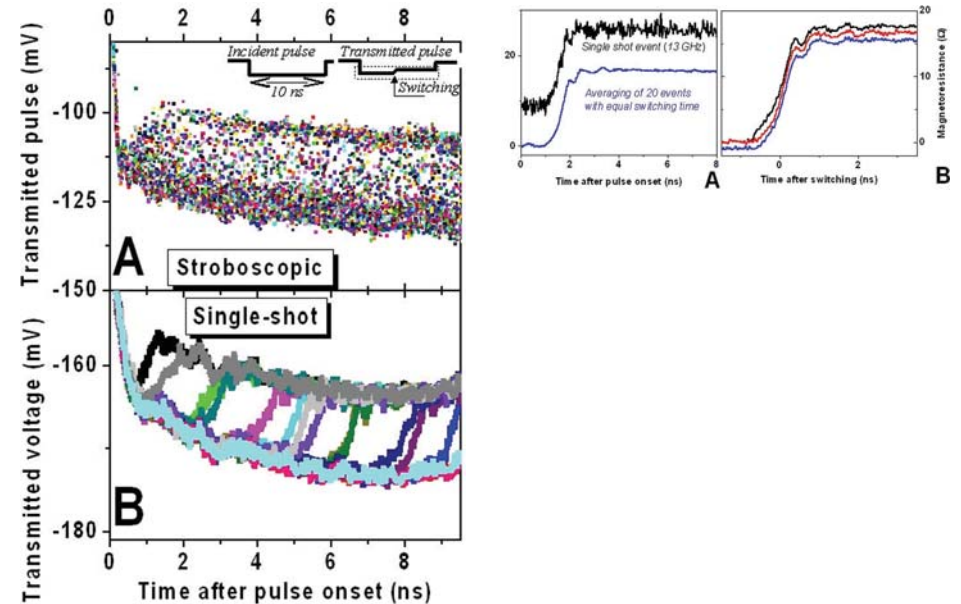 0 2 4 6 8
Transmitted pulse (mV)
-100
-125
-150
Incident pulse
10 ns
Transmitted pulse
Switching
A
Stroboscopic
Single-shot
Transmitted voltage (mV)
-160
-180
B
0 2 4 6 8
Time after pulse onset (ns)
20
0
Single shot event (13 GHz)
Averaging of 20 events
with equal switching time
0 2 4 6 8
Time after pulse onset (ns)
A
20
10
0
Magnetoresistance (Ω)
0 2
Time after switching (ns)
B